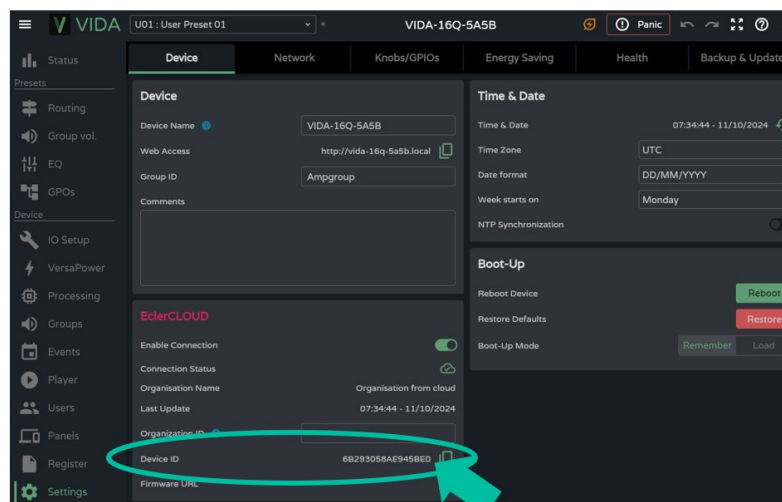 VIDA
U01 : User Preset 01
VIDA-16Q-5A5B
Panic
Status
Presets
Routing
Group vol.
EQ
GPOs
Device
IO Setup
VersaPower
Processing
Groups
Events
Player
Users
Panels
Register
Settings
Device
Network
Knobs/GPIOs
Energy Saving
Health
Backup & Update
Device
Device Name
VIDA-16Q-5A5B
Web Access
http://vida-16q-5a5b.local
Group ID
Ampgroup
Comments
EclerCLOUD
Enable Connection
Connection Status
Organisation Name
Organisation from cloud
Last Update
07:34:44 - 11/10/2024
Organization ID
Device ID
6B293058AE945BE0
Firmware URL
Time & Date
Time & Date
07:34:44 - 11/10/2024
Time Zone
UTC
Date format
DD/MM/YYYY
Week starts on
Monday
NTP Synchronization
Boot-Up
Reboot Device
Reboot
Restore Defaults
Restore
Boot-Up Mode
Remember
Load